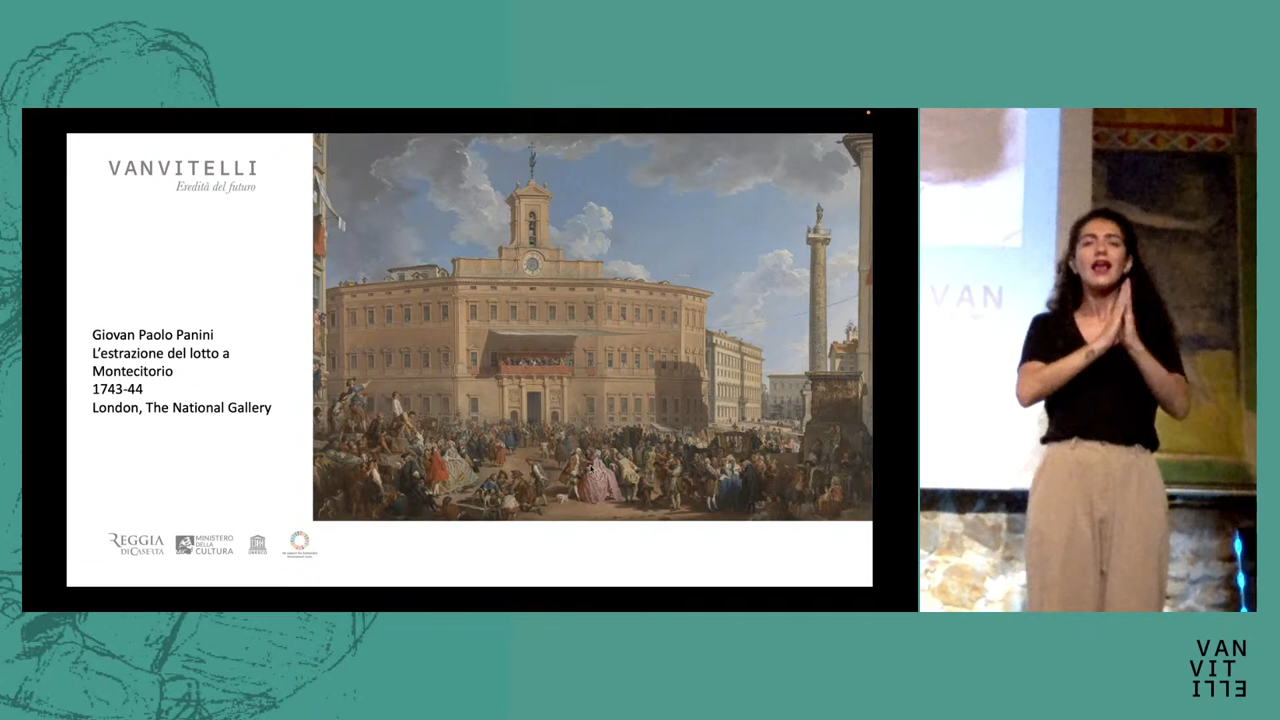 VANVITELLI
Eredità del futuro
Giovan Paolo Panini
L'estrazione del lotto a
Montecitorio
1743-44
London, The National Gallery
REGGIA
DI CASERTA
MINISTERO
DELLA
CULTURA
UNESCO
VAN
VAN
VIT
ELLI